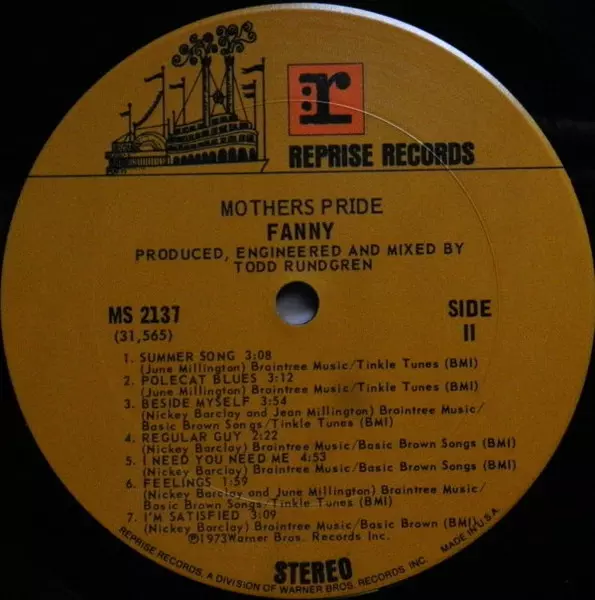 r
REPRISE RECORDS
MOTHERS PRIDE
FANNY
PRODUCED, ENGINEERED AND MIXED BY
TODD RUNDGREN
MS 2137
(31,565)
SIDE
II
1. SUMMER SONG 3:08
(June Millington) Braintree Music/Tinkle Tunes (BMI)
2. POLECAT BLUES 3:12
(June Millington) Braintree Music/Tinkle Tunes (BMI)
3. BESIDE MYSELF 3:54
(Nickey Barclay and Jean Millington) Braintree Music/
Basic Brown Songs/Tinkle Tunes (BMI)
4. REGULAR GUY 2:22
(Nickey Barclay) Braintree Music/Basic Brown Songs (BMI)
5. I NEED YOU NEED ME 4:53
(Nickey Barclay) Braintree Music/Basic Brown Songs (BMI)
6. FEELINGS 1:59
(Nickey Barclay and June Millington) Braintree Music/
Basic Brown Songs/Tinkle Tunes (BMI)
7. I'M SATISFIED 3:09
(Nickey Barclay) Braintree Music/Basic Brown (BMI)
℗1973 Warner Bros. Records Inc.
STEREO
REPRISE RECORDS, A DIVISION OF WARNER BROS. RECORDS INC. MADE IN U.S.A.